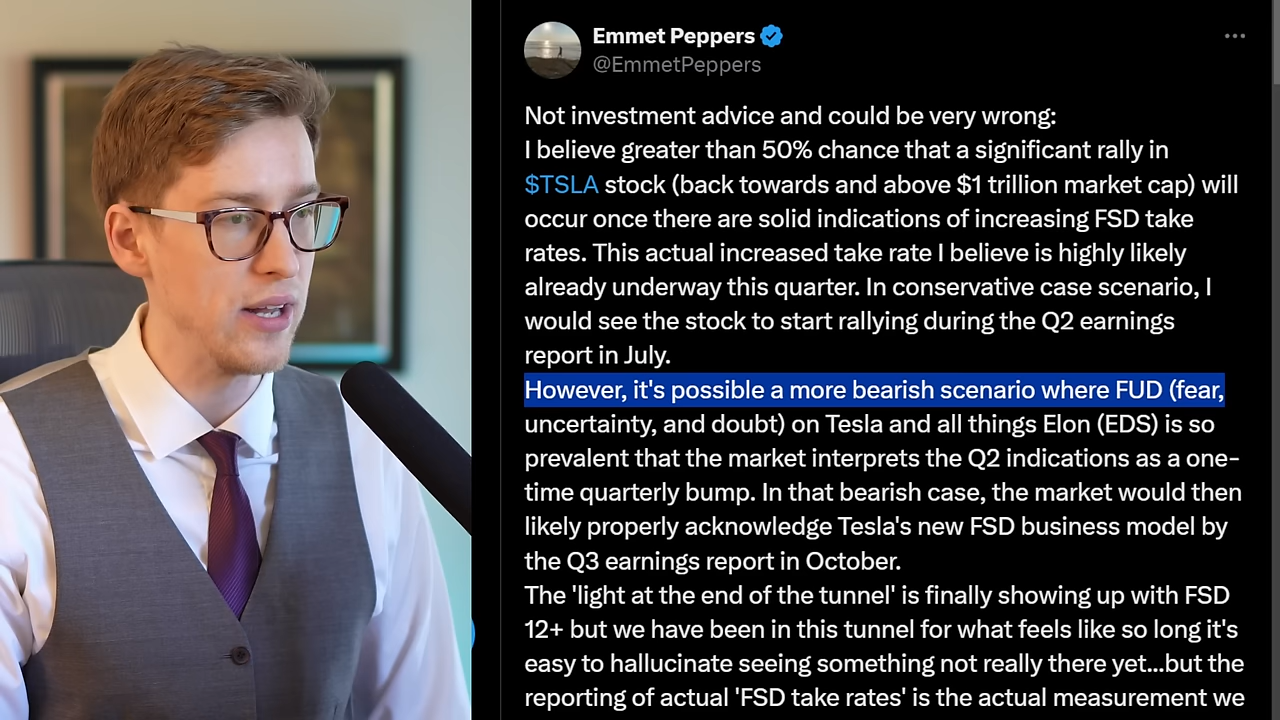 Emmet Peppers
@EmmetPeppers
Not investment advice and could be very wrong:
I believe greater than 50% chance that a significant rally in
$TSLA stock (back towards and above $1 trillion market cap) will
occur once there are solid indications of increasing FSD take
rates. This actual increased take rate I believe is highly likely
already underway this quarter. In conservative case scenario, I
would see the stock to start rallying during the Q2 earnings
report in July.
However, it's possible a more bearish scenario where FUD (fear,
uncertainty, and doubt) on Tesla and all things Elon (EDS) is so
prevalent that the market interprets the Q2 indications as a one-
time quarterly bump. In that bearish case, the market would then
likely properly acknowledge Tesla's new FSD business model by
the Q3 earnings report in October.
The 'light at the end of the tunnel' is finally showing up with FSD
12+ but we have been in this tunnel for what feels like so long it's
easy to hallucinate seeing something not really there yet...but the
reporting of actual 'FSD take rates' is the actual measurement we